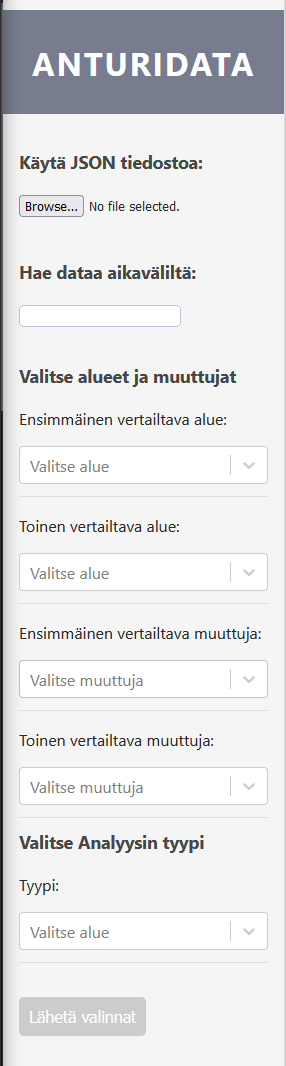 ANTURIDATA
Käytä JSON tiedostoa:
Browse... No file selected.
Hae dataa aikaväliltä:
Valitse alueet ja muuttujat
Ensimmäinen vertailtava alue:
Valitse alue
Toinen vertailtava alue:
Valitse alue
Ensimmäinen vertailtava muuttuja:
Valitse muuttuja
Toinen vertailtava muuttuja:
Valitse muuttuja
Valitse Analyysin tyypi
Tyypi:
Valitse alue
Lähetä valinnat